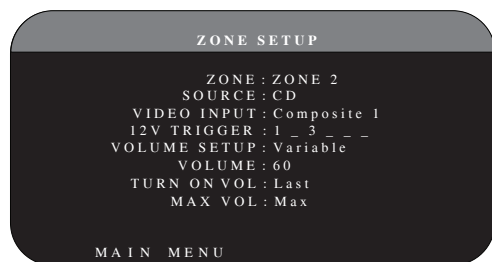 ZONE SETUP
ZONE : ZONE 2
SOURCE : CD
VIDEO INPUT : Composite 1
12V TRIGGER : 1 _ 3 _ _ _
VOLUME SETUP : Variable
VOLUME : 60
TURN ON VOL : Last
MAX VOL : Max
MAIN MENU